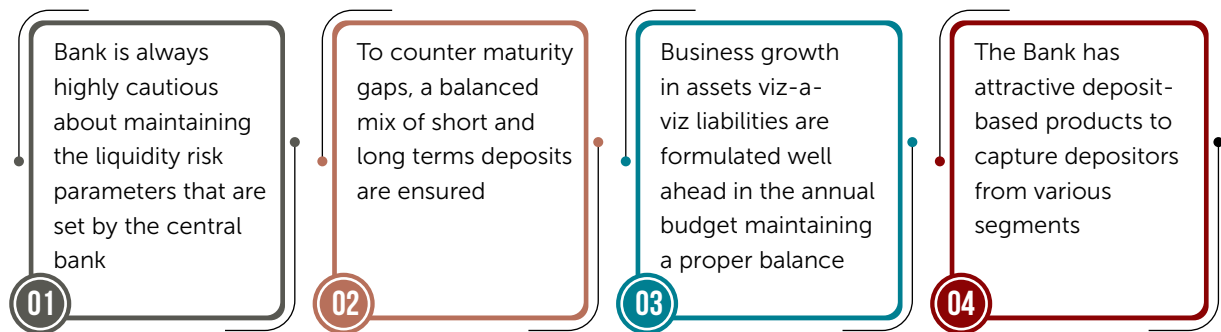 Bank is always
highly cautious
about maintaining
the liquidity risk
parameters that are
set by the central
bank
01
To counter maturity
gaps, a balanced
mix of short and
long terms deposits
are ensured
02
Business growth
in assets viz-a-
viz liabilities are
formulated well
ahead in the annual
budget maintaining
a proper balance
03
The Bank has
attractive deposit-
based products to
capture depositors
from various
segments
04